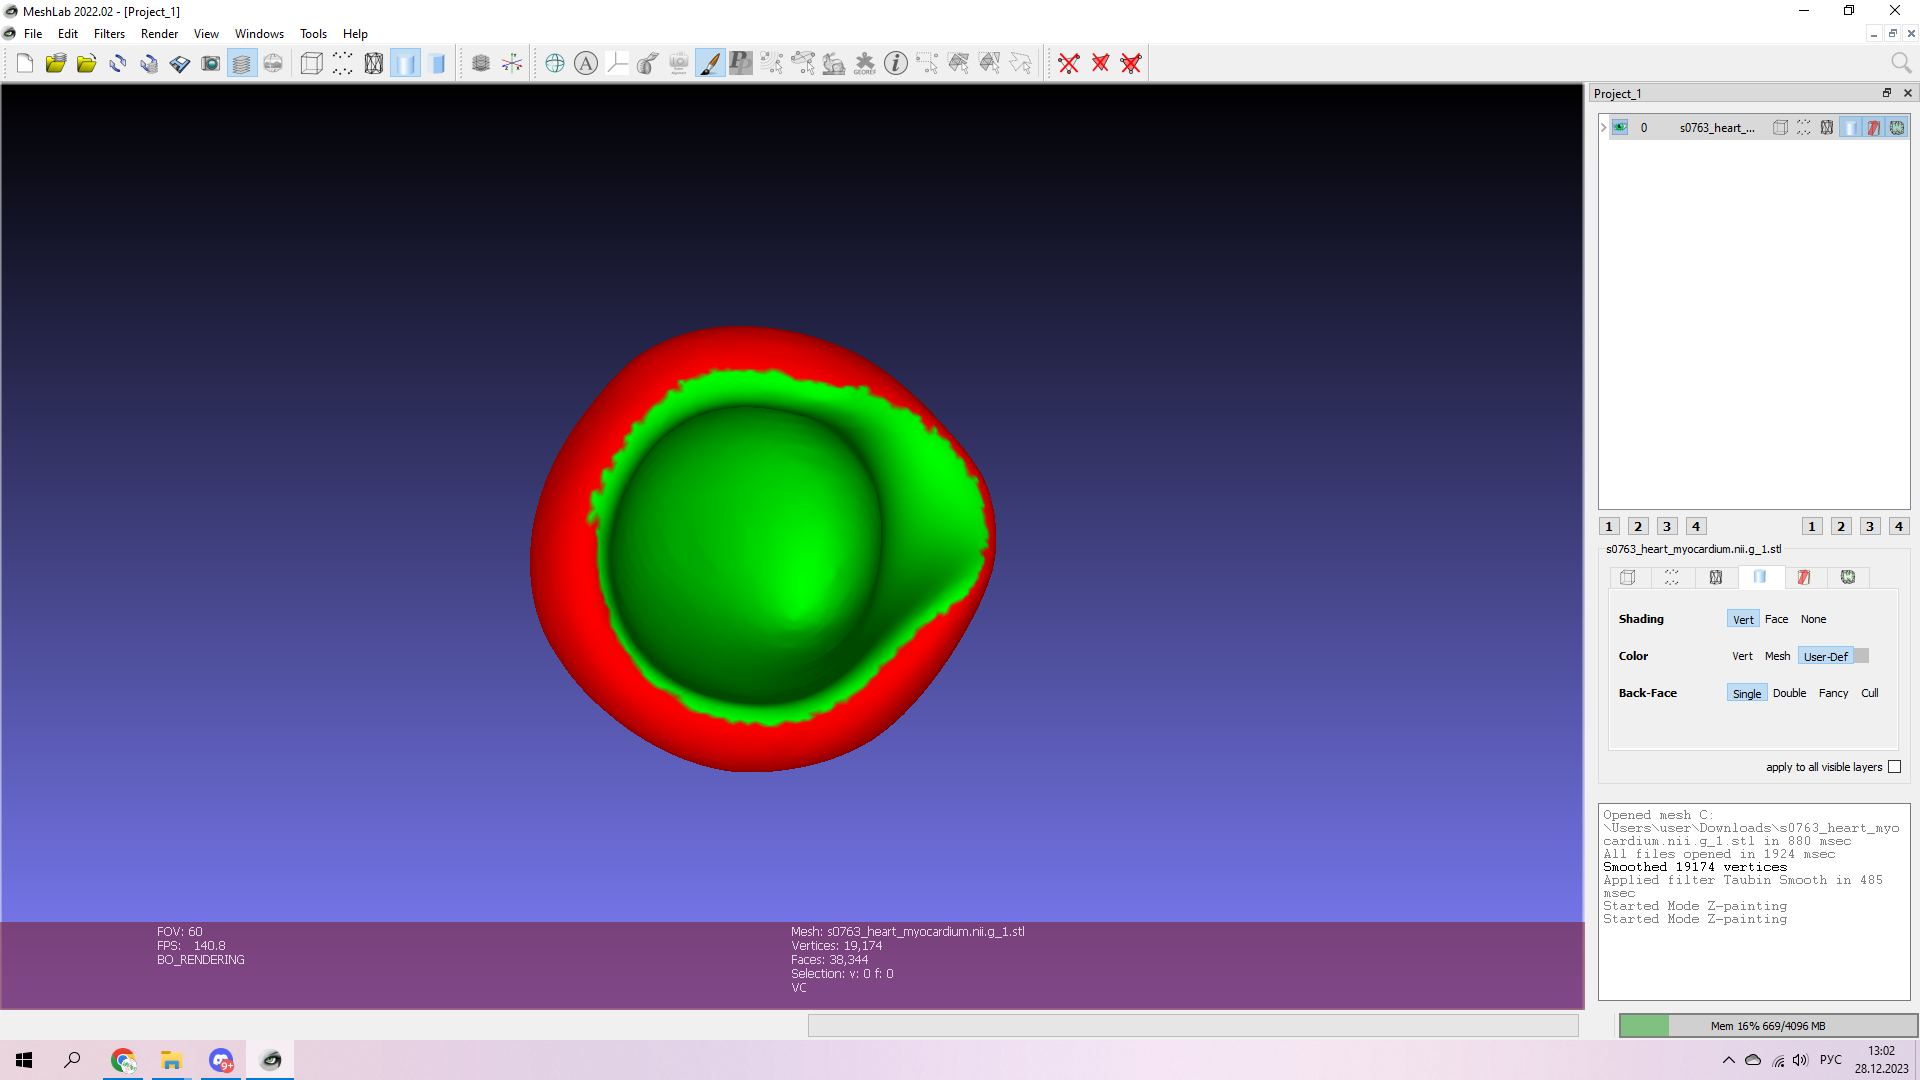 MeshLab 2022.02 - [Project_1]
File Edit Filters Render View Windows Tools Help
GEOREF
Project_1
0 s0763_heart_...
1 2 3 4 1 2 3 4
s0763_heart_myocardium.nii.g_1.stl
Shading Vert Face None
Color Vert Mesh User-Def
Back-Face Single Double Fancy Cull
apply to all visible layers
Opened mesh C:
\Users\user\Downloads\s0763_heart_myo
cardium.nii.g_1.stl in 880 msec
All files opened in 1924 msec
Smoothed 19174 vertices
Applied filter Taubin Smooth in 485
msec
Started Mode Z-painting
Started Mode Z-painting
FOV: 60
FPS: 140.8
BO_RENDERING
Mesh: s0763_heart_myocardium.nii.g_1.stl
Vertices: 19,174
Faces: 38,344
Selection: v: 0 f: 0
VC
Mem 16% 669/4096 MB
9+
РУС
13:02
28.12.2023